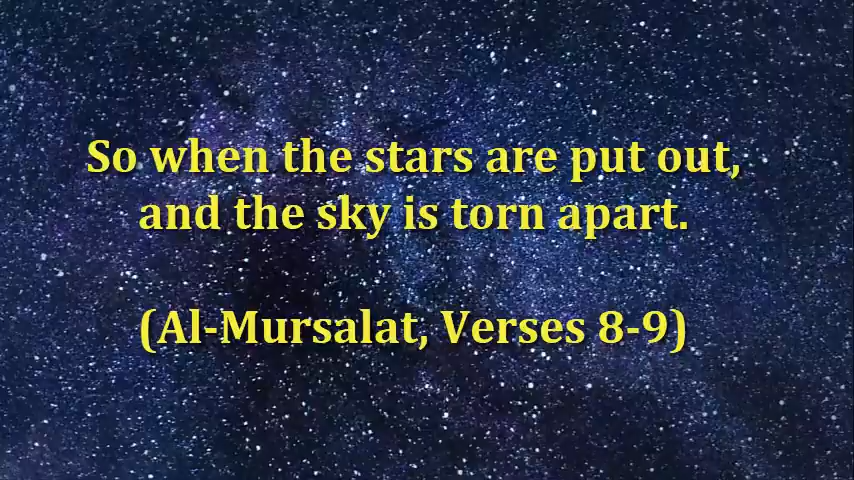 So when the stars are put out,
and the sky is torn apart.
(Al-Mursalat, Verses 8-9)